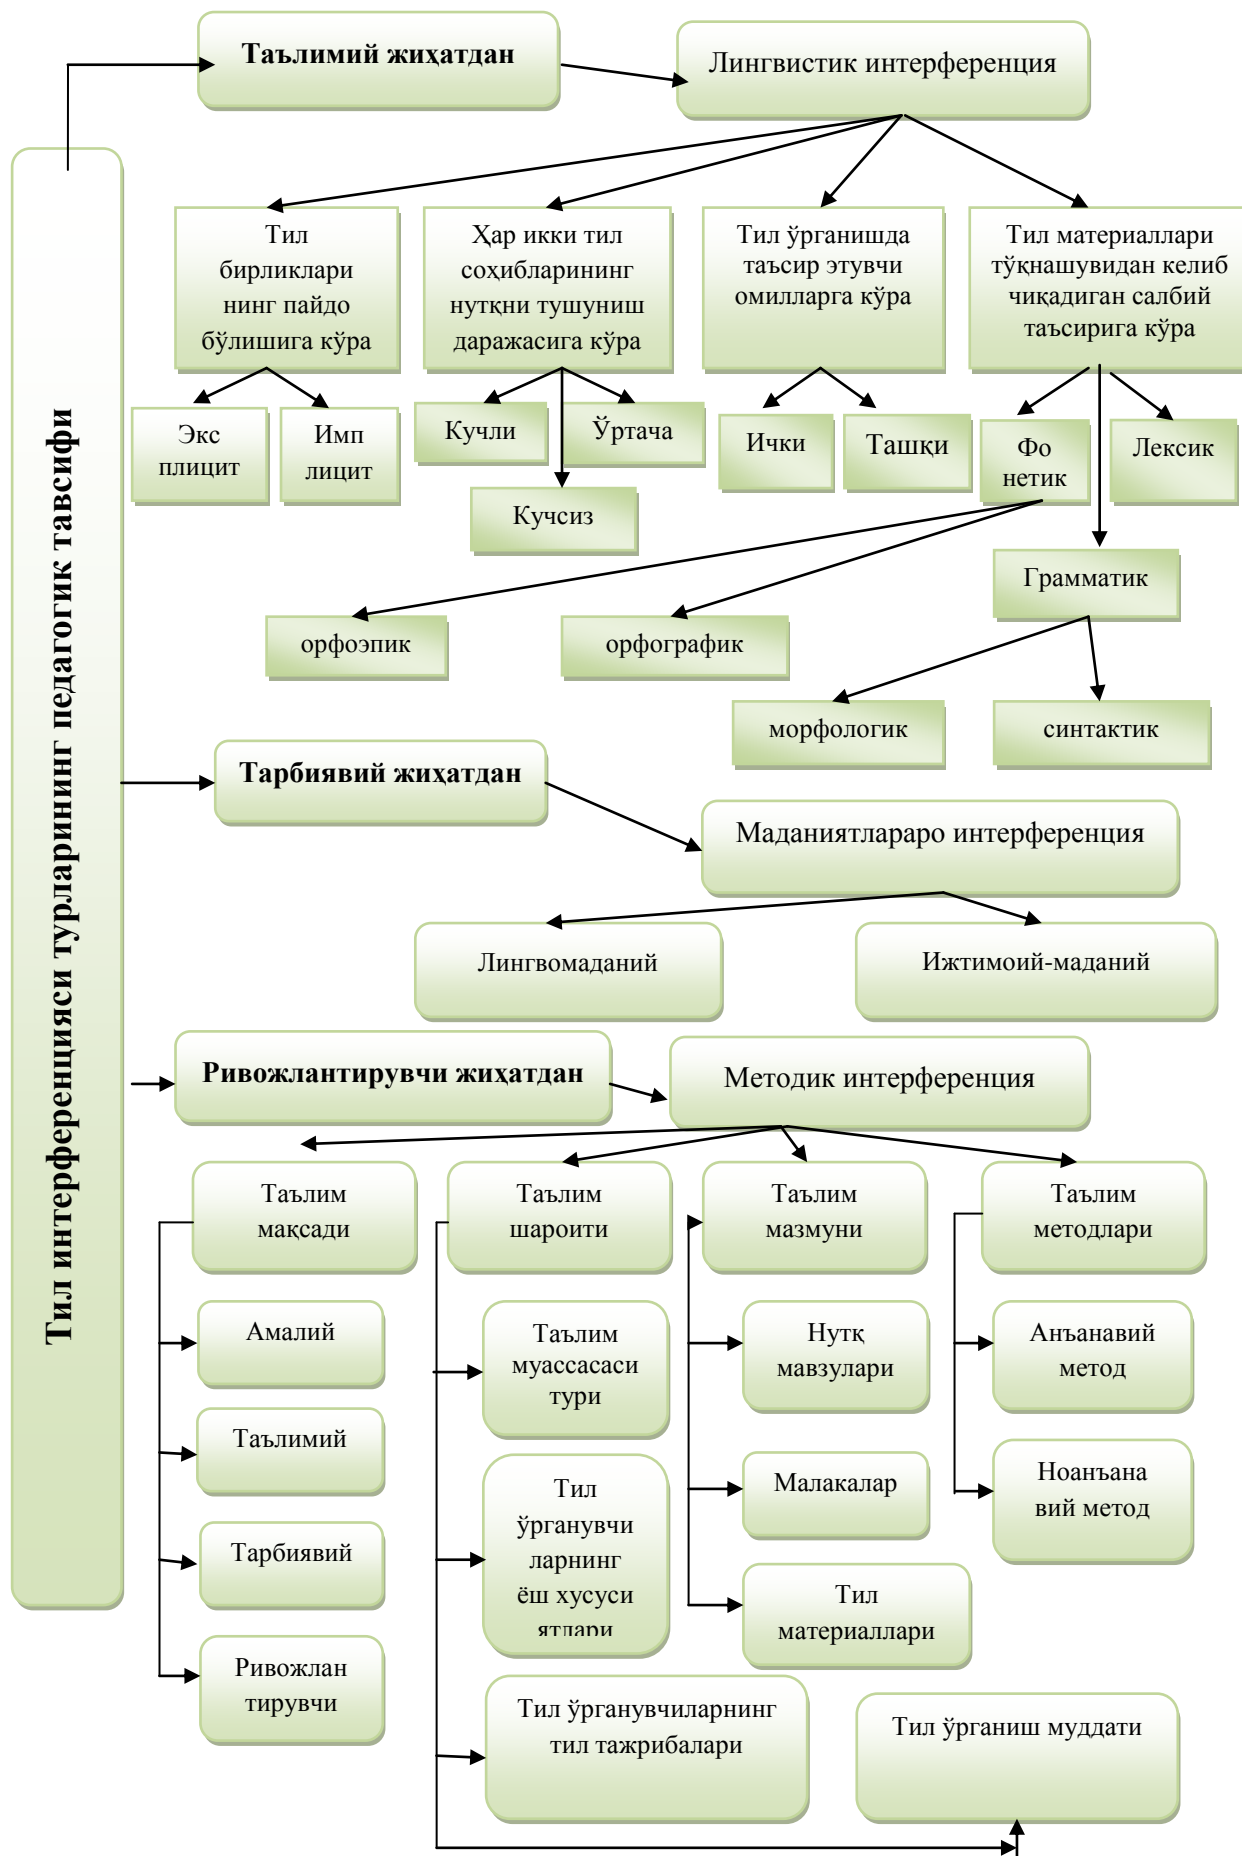 Тил интерференцияси турларининг педагогик тавсифи
Таълимий жиҳатдан
Лингвистик интерференция
Тил
бирликлари
нинг пайдо
бўлишига кўра
Ҳар икки тил
соҳибларининг
нутқни тушуниш
даражасига кўра
Тил ўрганишда
таъсир этувчи
омилларга кўра
Тил материаллари
тўқнашувидан келиб
чиқадиган салбий
таъсирига кўра
Экс
плицит
Имп
лицит
Кучли
Ўртача
Кучсиз
Ички
Ташқи
Фо
нетик
Лексик
Грамматик
орфоэпик
орфографик
морфологик
синтактик
Тарбиявий жиҳатдан
Маданиятлараро интерференция
Лингвомаданий
Ижтимоий-маданий
Ривожлантирувчи жиҳатдан
Методик интерференция
Таълим
мақсади
Таълим
шароити
Таълим
мазмуни
Таълим
методлари
Амалий
Таълимий
Тарбиявий
Ривожлан
тирувчи
Таълим
муассасаси
тури
Тил
ўрганувчи
ларнинг
ёш хусуси
ятлари
Тил ўрганувчиларнинг
тил тажрибалари
Тил ўрганиш муддати
Нутқ
мавзулари
Малакалар
Тил
материаллари
Анъанавий
метод
Ноанъана
вий метод